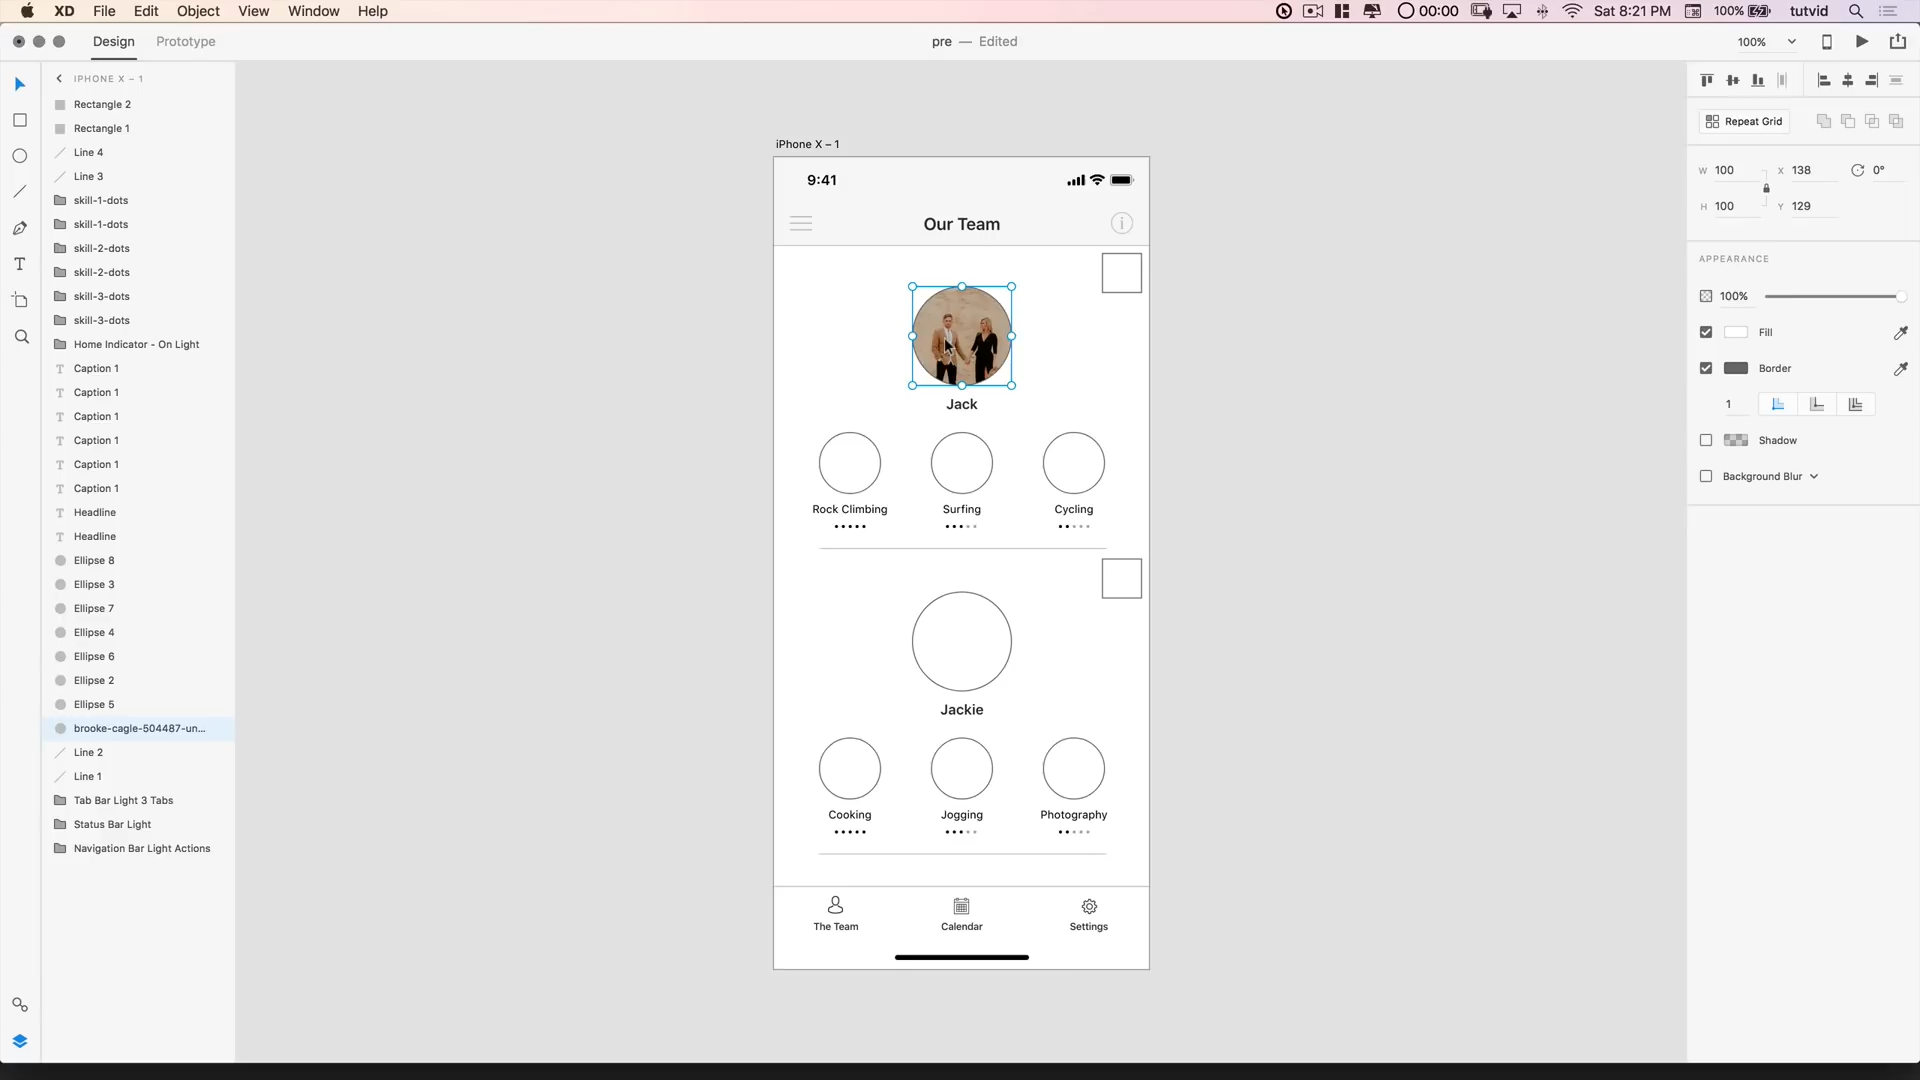 XD File Edit Object View Window Help
00:00 Sat 8:21 PM 100% tutvid
Design Prototype
pre — Edited
100%
IPHONE X – 1
Rectangle 2
Rectangle 1
Line 4
Line 3
skill-1-dots
skill-1-dots
skill-2-dots
skill-2-dots
skill-3-dots
skill-3-dots
Home Indicator - On Light
Caption 1
Caption 1
Caption 1
Caption 1
Caption 1
Caption 1
Headline
Headline
Ellipse 8
Ellipse 3
Ellipse 7
Ellipse 4
Ellipse 6
Ellipse 2
Ellipse 5
brooke-cagle-504487-un...
Line 2
Line 1
Tab Bar Light 3 Tabs
Status Bar Light
Navigation Bar Light Actions
iPhone X – 1
9:41
Our Team
Jack
Rock Climbing Surfing Cycling
Jackie
Cooking Jogging Photography
The Team Calendar Settings
Repeat Grid
W 100 X 138 0°
H 100 Y 129
APPEARANCE
100%
Fill
Border
1
Shadow
Background Blur